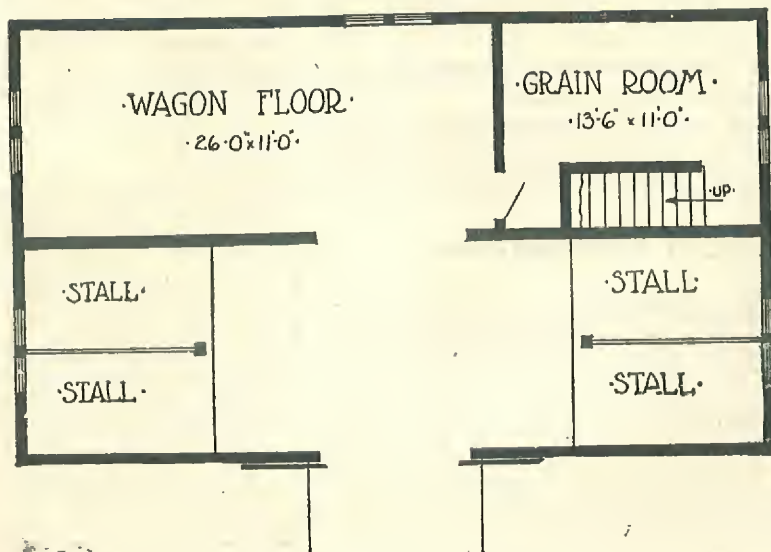 ·WAGON FLOOR·
·26·0"x11'·0"·
·GRAIN ROOM·
·13'·6" x 11'·0"·
·UP·
·STALL·
·STALL·
·STALL·
·STALL·